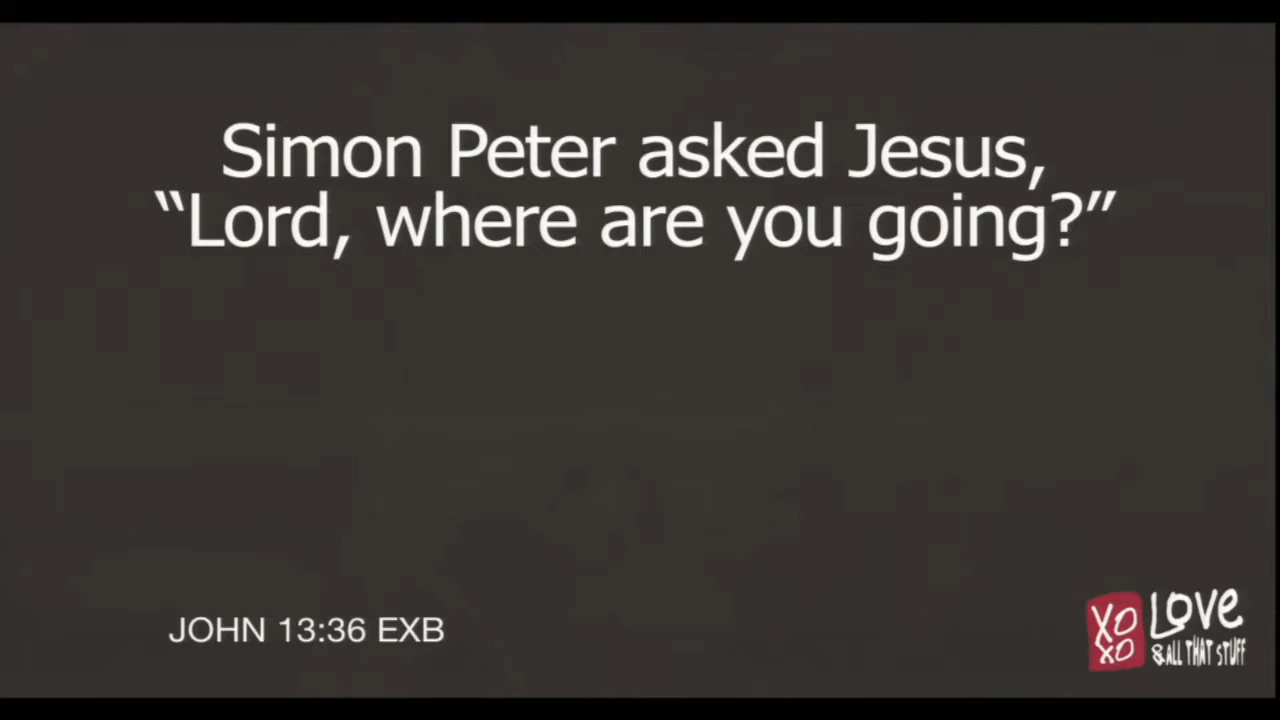 Simon Peter asked Jesus,
“Lord, where are you going?”
JOHN 13:36 EXB
XO
XO
LOVE
&ALL THAT STUFF